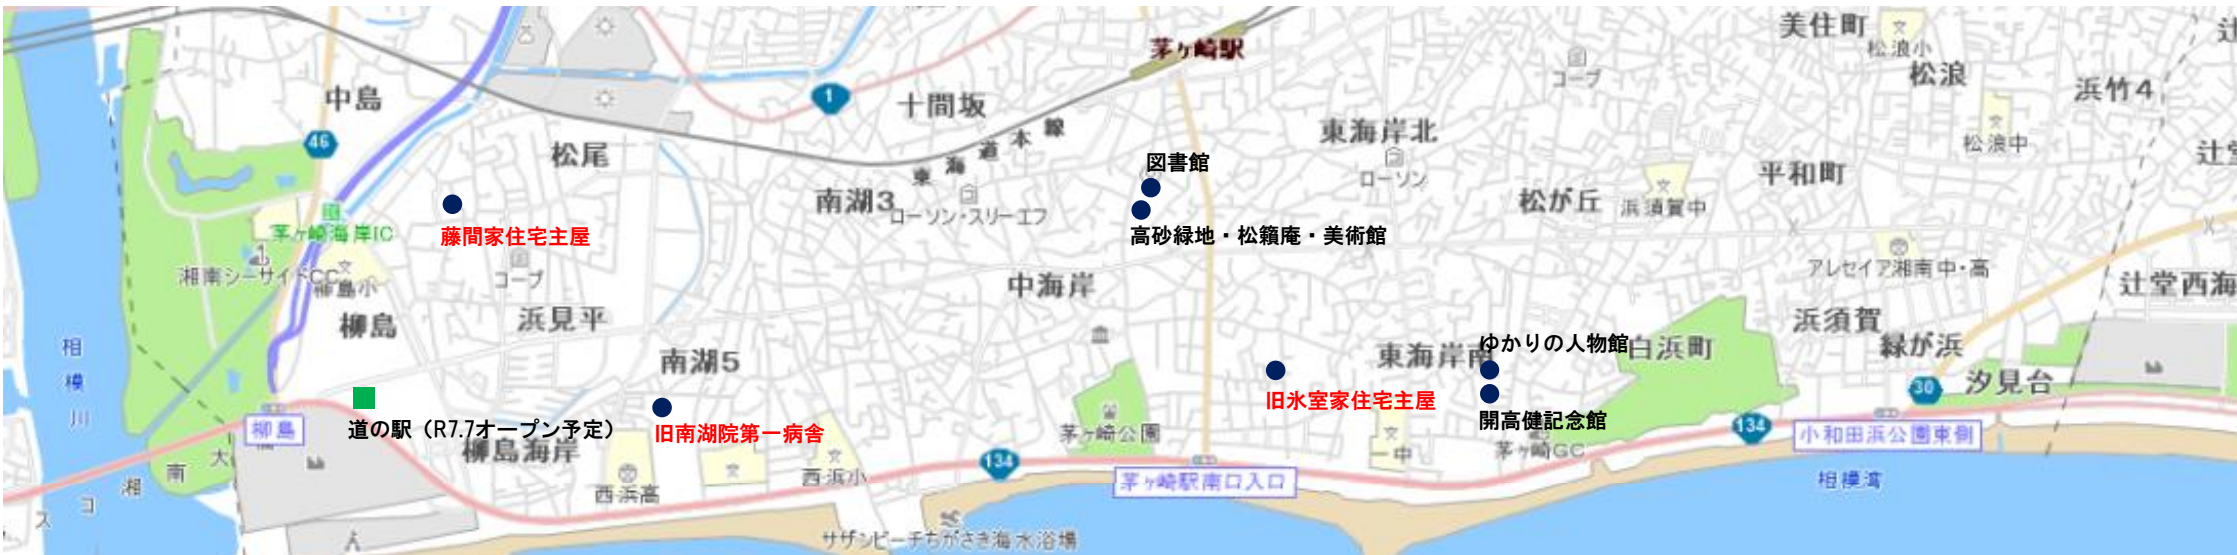 美住町
松浪小
茅ヶ崎駅
松浪
コープ
中島
1
十間坂
浜竹4
46
東海道本線
東海岸北
松浪中
松尾
図書館
平和町
ローソン
南湖3
松が丘
浜須賀中
ローソン・スリーエフ
茅ヶ崎海岸IC
藤間家住宅主屋
高砂緑地・松籟庵・美術館
湘南シーサイドCC
柳島小
コープ
中海岸
アレセイア湘南中・高
辻堂西海
柳島
浜見平
浜須賀
相模川
南湖5
東海岸南
ゆかりの人物館
白浜町
緑が浜
30
汐見台
旧氷室家住宅主屋
開高健記念館
柳島
道の駅（R7.7オープン予定）
旧南湖院第一病舎
茅ヶ崎公園
134
小和田浜公園東側
柳島海岸
一中
茅ヶ崎GC
134
西浜高
西浜小
茅ヶ崎駅南口入口
相模湾
サザンビーチちがさき海水浴場